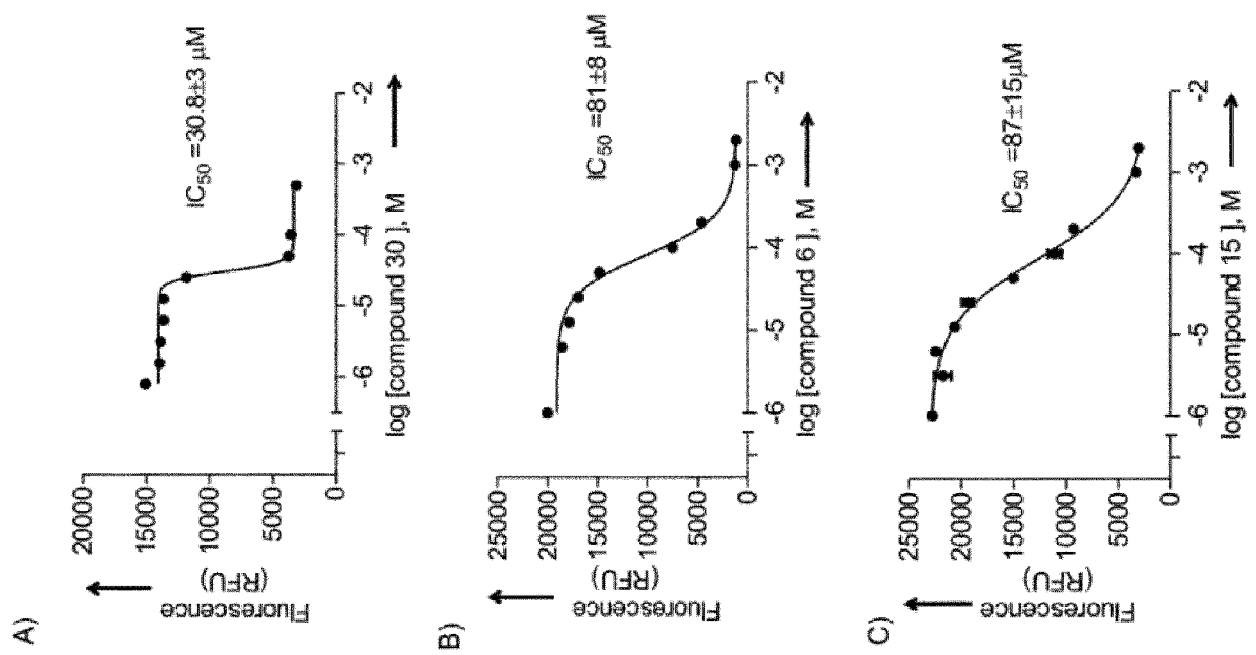 A)
Fluorescence
(RFU)
20000
15000
10000
5000
0
IC50 =30.8±3 μM
-6 -5 -4 -3 -2
log [compound 30], M
B)
Fluorescence
(RFU)
25000
20000
15000
10000
5000
0
IC50 =81±8 μM
-6 -5 -4 -3 -2
log [compound 6 ], M
C)
Fluorescence
(RFU)
25000
20000
15000
10000
5000
0
IC50 =87±15μM
-6 -5 -4 -3 -2
log [compound 15 ], M